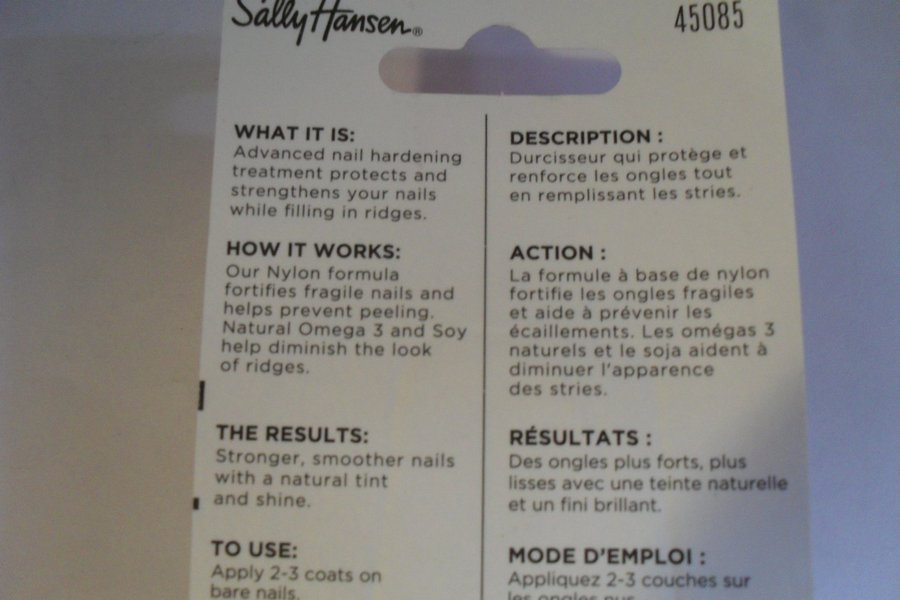 Sally Hansen®
45085
WHAT IT IS:
Advanced nail hardening
treatment protects and
strengthens your nails
while filling in ridges.
HOW IT WORKS:
Our Nylon formula
fortifies fragile nails and
helps prevent peeling.
Natural Omega 3 and Soy
help diminish the look
of ridges.
THE RESULTS:
Stronger, smoother nails
with a natural tint
and shine.
TO USE:
Apply 2-3 coats on
bare nails.
DESCRIPTION :
Durcisseur qui protège et
renforce les ongles tout
en remplissant les stries.
ACTION :
La formule à base de nylon
fortifie les ongles fragiles
et aide à prévenir les
écaillements. Les omégas 3
naturels et le soja aident à
diminuer l'apparence
des stries.
RÉSULTATS :
Des ongles plus forts, plus
lisses avec une teinte naturelle
et un fini brillant.
MODE D'EMPLOI :
Appliquez 2-3 couches sur
les ongles nus.